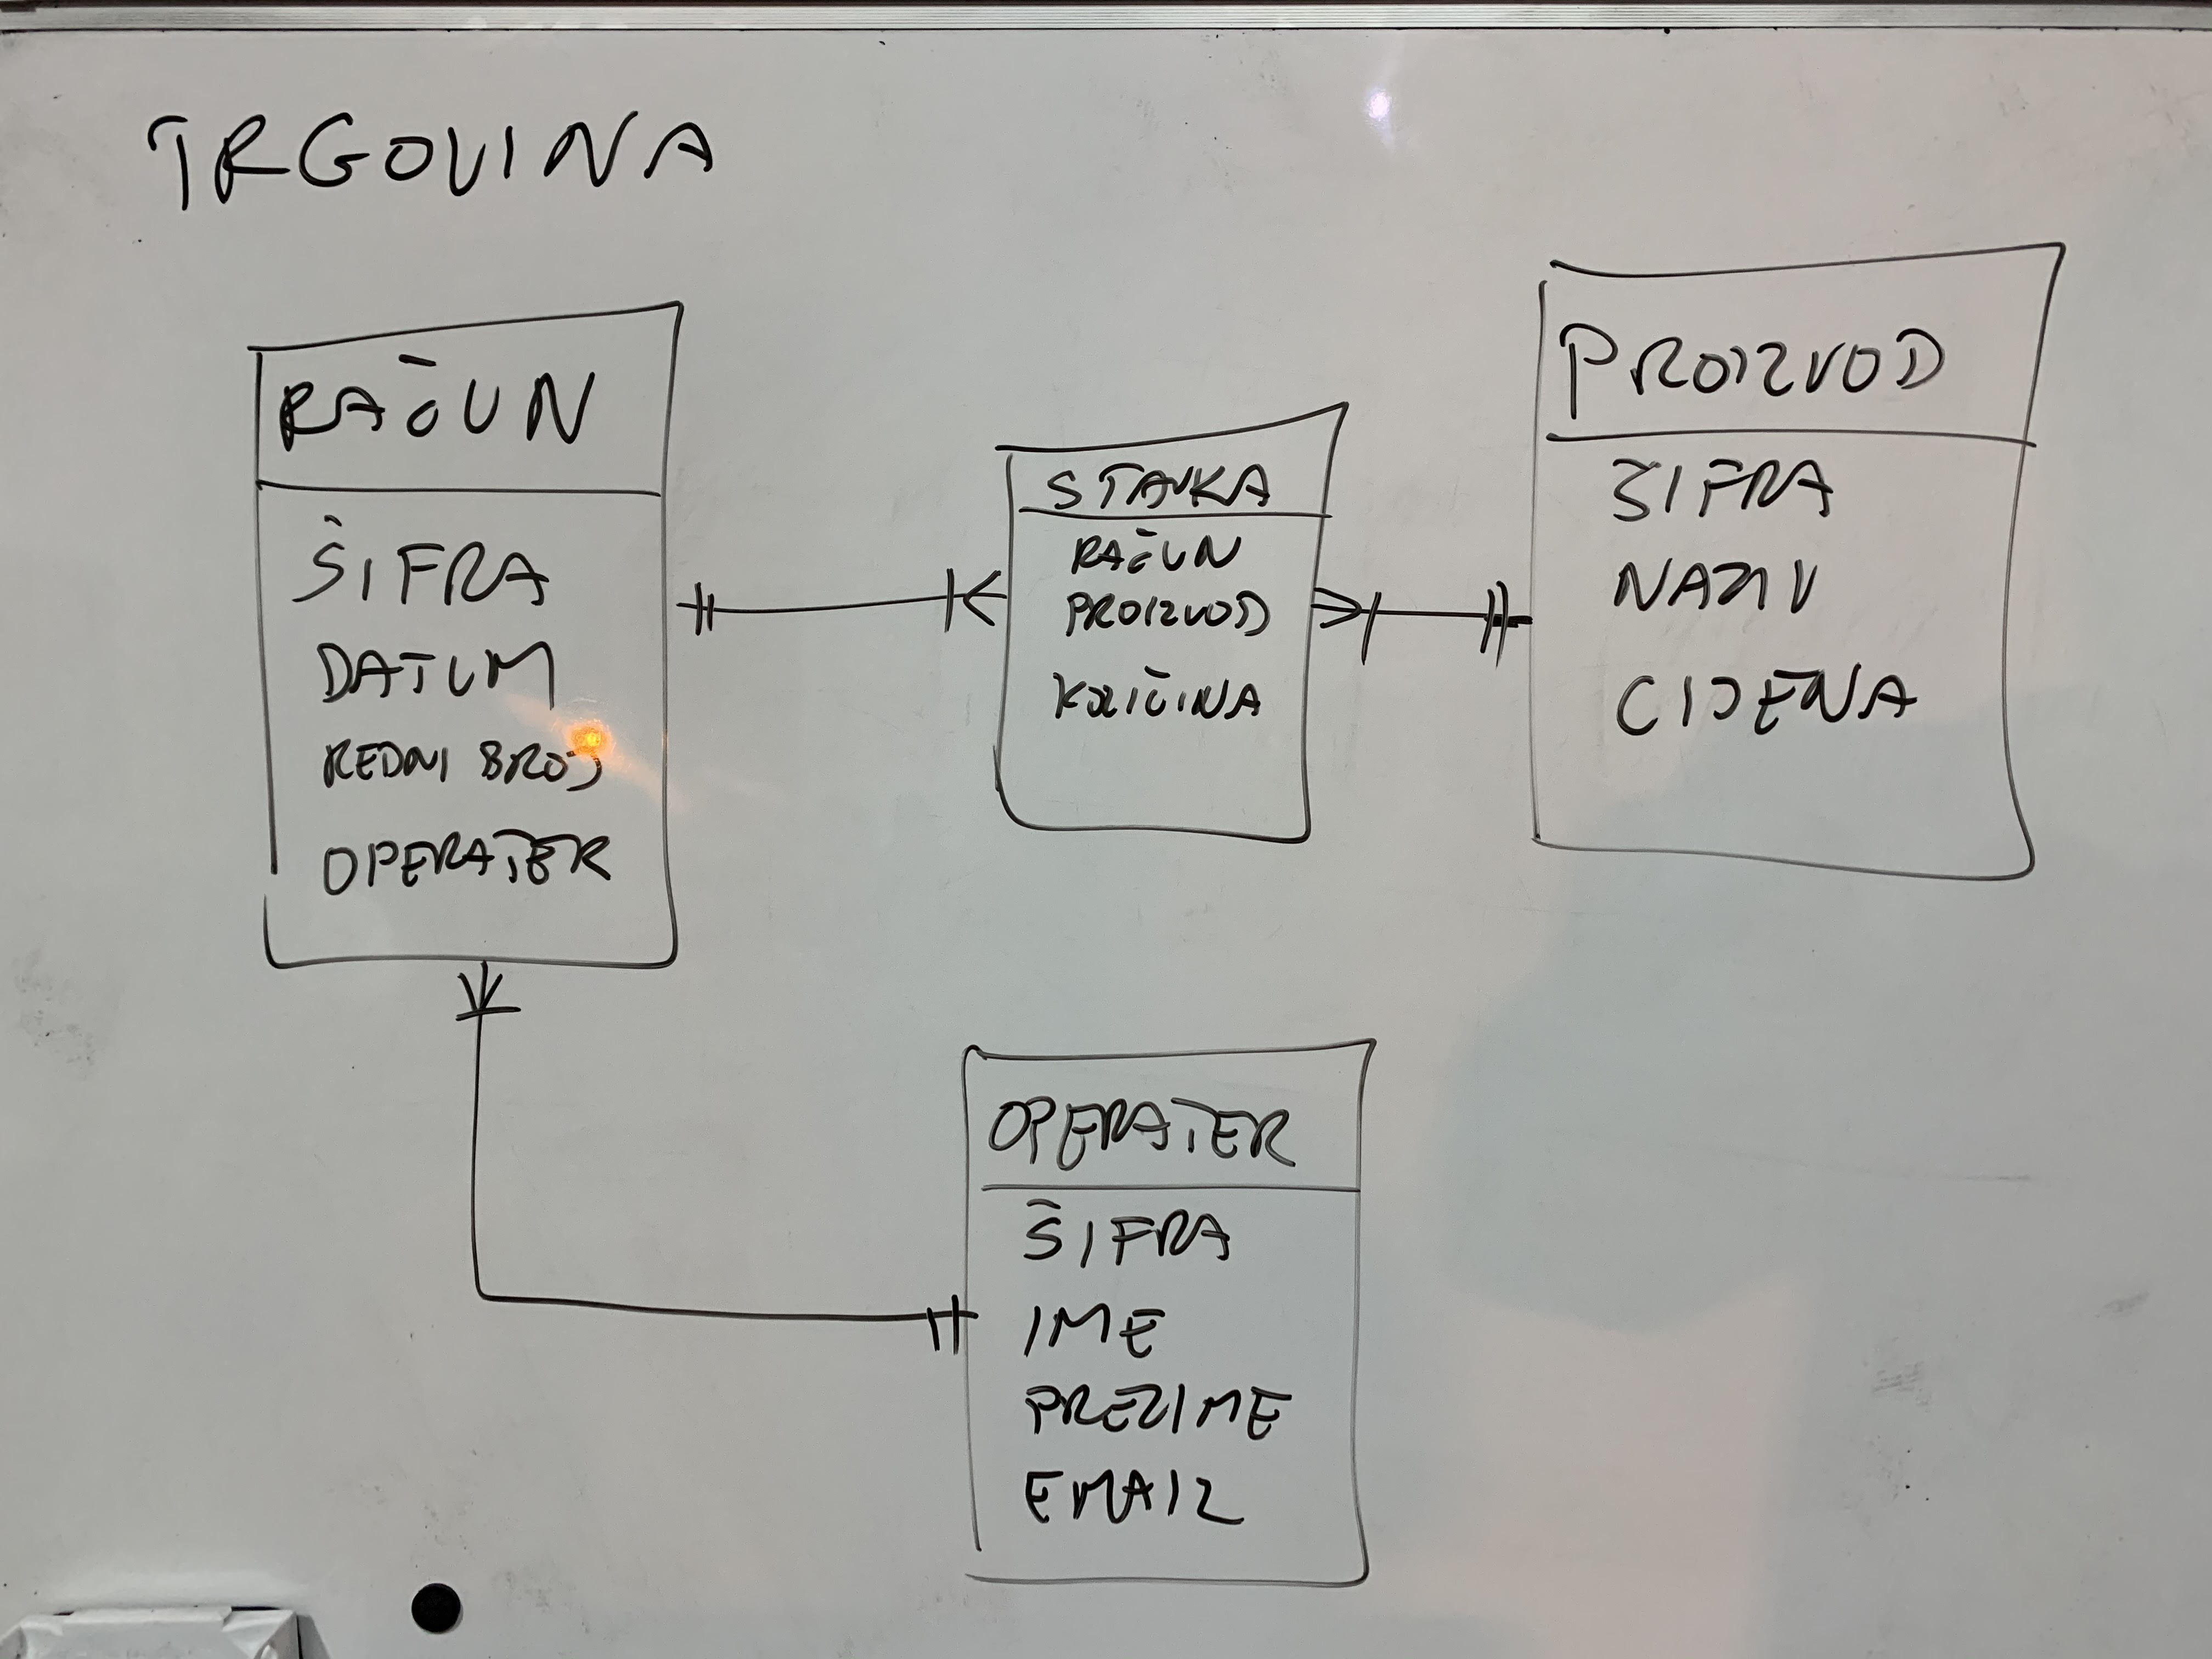 TRGOVINA
RAČUN
ŠIFRA
DATUM
REDNI BROJ
OPERATER
STAVKA
RAČUN
PROIZVOD
KOLIČINA
PROIZVOD
ŠIFRA
NAZIV
CIJENA
OPERATER
ŠIFRA
IME
PREZIME
EMAIL